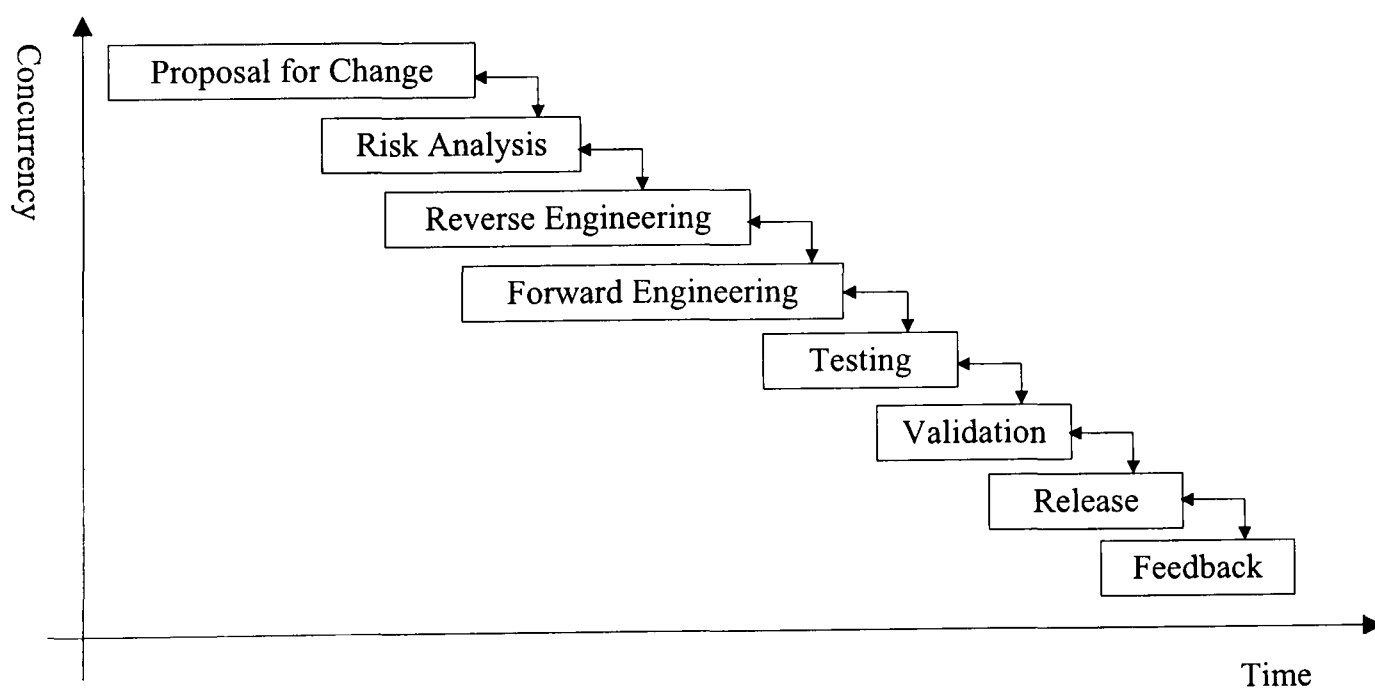 Concurrency
Proposal for Change
Risk Analysis
Reverse Engineering
Forward Engineering
Testing
Validation
Release
Feedback
Time